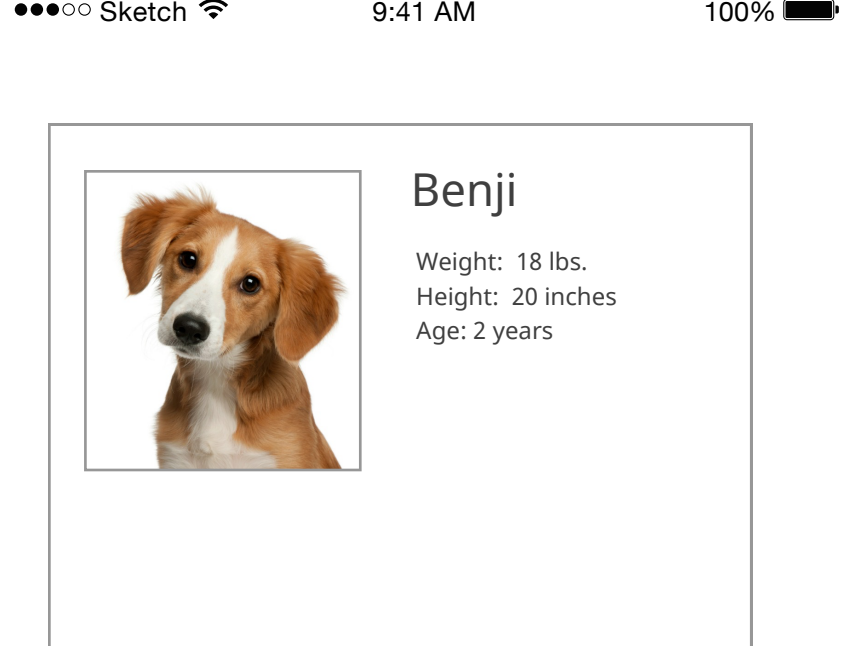 Sketch 9:41 AM 100%
Benji
Weight: 18 lbs.
Height: 20 inches
Age: 2 years